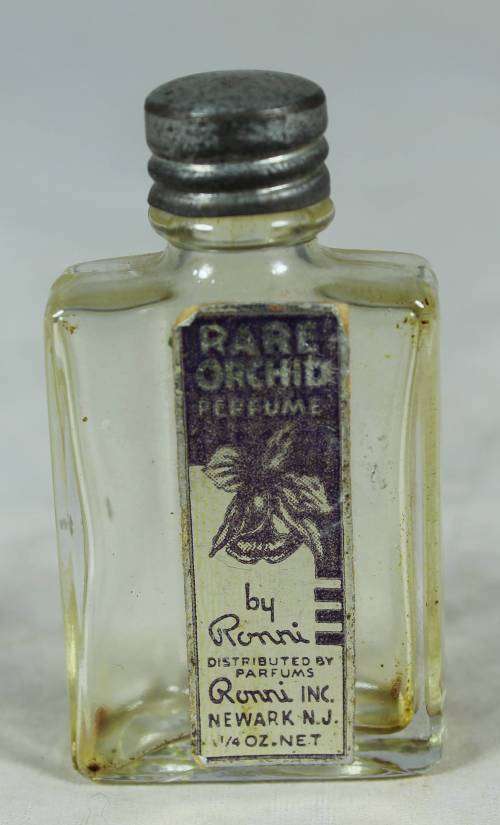 RARE
ORCHID
PERFUME
by
Ronni
DISTRIBUTED BY
PARFUMS
Ronni INC.
NEWARK-N.J.
1/4 OZ. NET